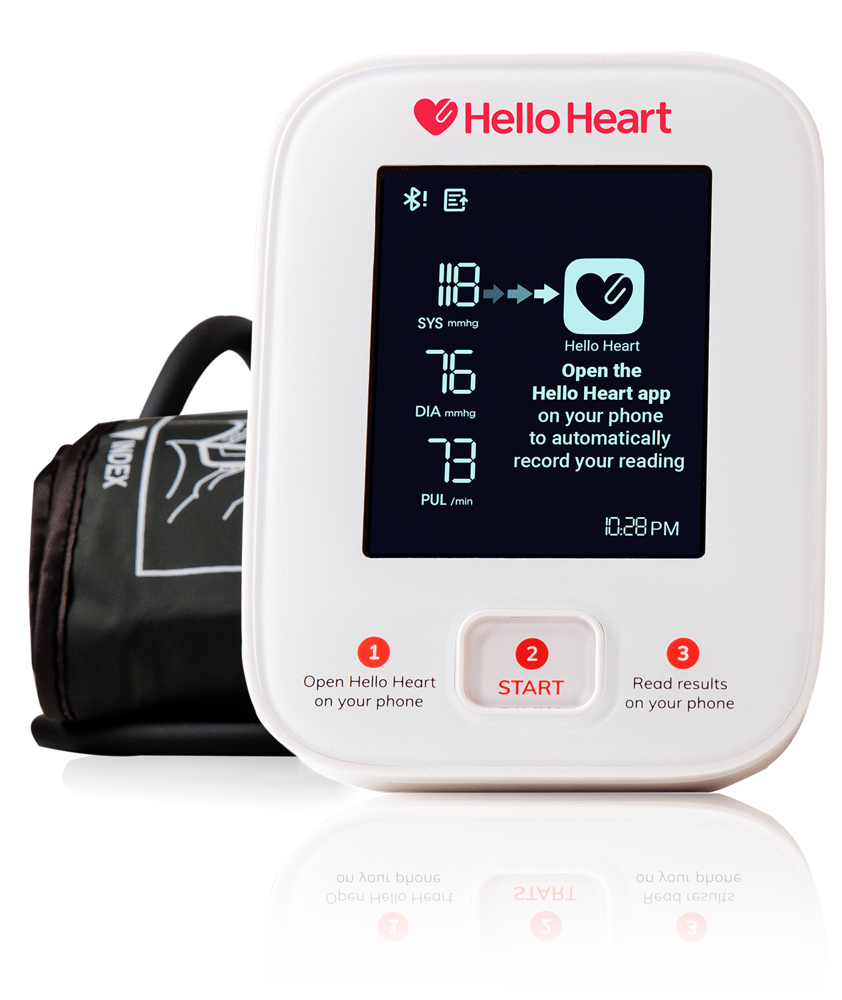 Hello Heart
118
SYS mmhg
76
DIA mmhg
73
PUL /min
Hello Heart
Open the
Hello Heart app
on your phone
to automatically
record your reading
10:28 PM
INDEX
1
Open Hello Heart
on your phone
2
START
3
Read results
on your phone